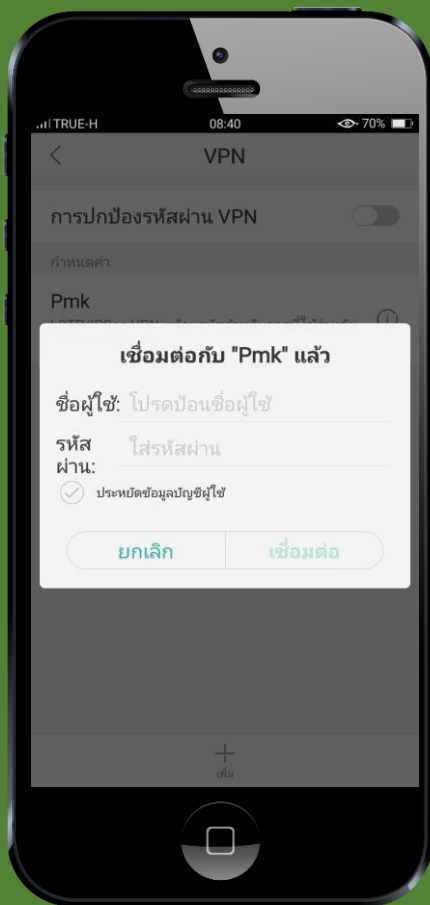 TRUE-H 08:40 70%
VPN
การปกป้องรหัสผ่าน VPN
กำหนดค่า
Pmk
เชื่อมต่อกับ "Pmk" แล้ว
ชื่อผู้ใช้: โปรดป้อนชื่อผู้ใช้
รหัส
ผ่าน: ใส่รหัสผ่าน
ประหยัดข้อมูลบัญชีผู้ใช้
ยกเลิก เชื่อมต่อ
เพิ่ม